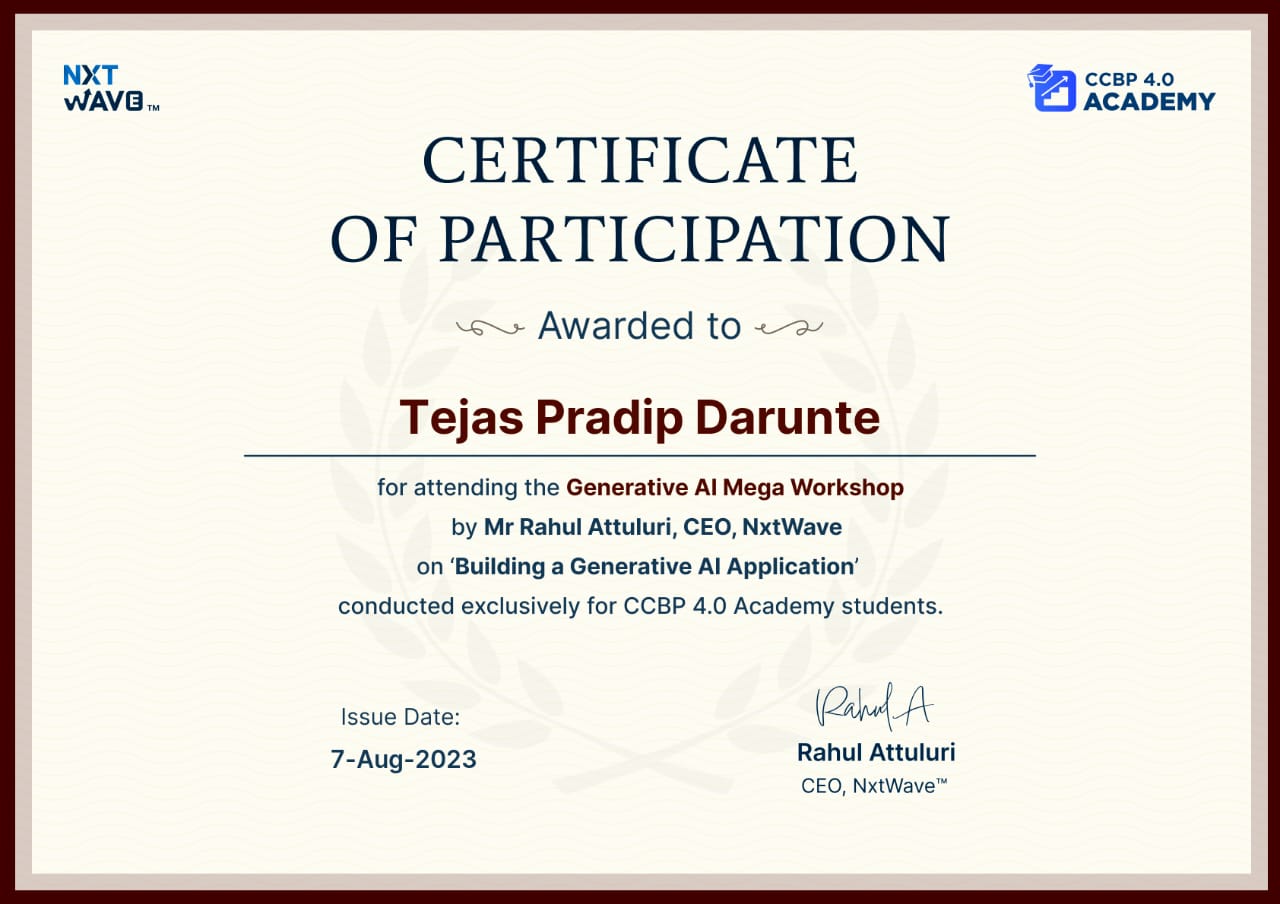 NXT
WAVE™
CCBP 4.0
ACADEMY
CERTIFICATE
OF PARTICIPATION
Awarded to
Tejas Pradip Darunte
for attending the Generative AI Mega Workshop
by Mr Rahul Attuluri, CEO, NxtWave
on ‘Building a Generative AI Application’
conducted exclusively for CCBP 4.0 Academy students.
Issue Date:
7-Aug-2023
Rahul A
Rahul Attuluri
CEO, NxtWave™